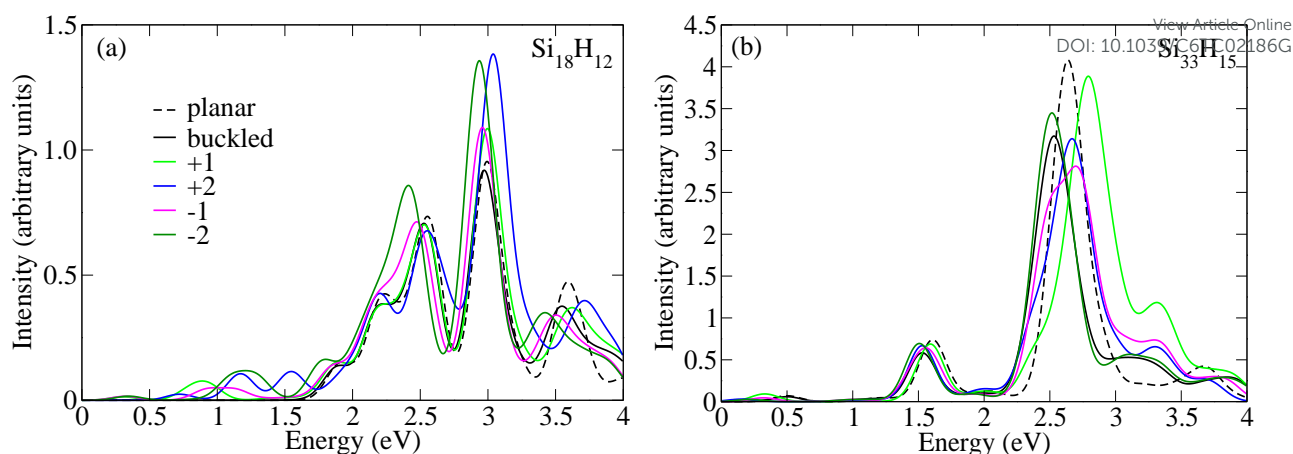 View Article Online
DOI: 10.1039/C6TC02186G
(a)
Si18H12
planar
buckled
+1
+2
-1
-2
Intensity (arbitrary units)
1.5
1.0
0.5
0
0 0.5 1 1.5 2 2.5 3 3.5 4
Energy (eV)
(b)
Si33H15
Intensity (arbitrary units)
4.5
4
3.5
3
2.5
2
1.5
1
0.5
0
0 0.5 1 1.5 2 2.5 3 3.5 4
Energy (eV)